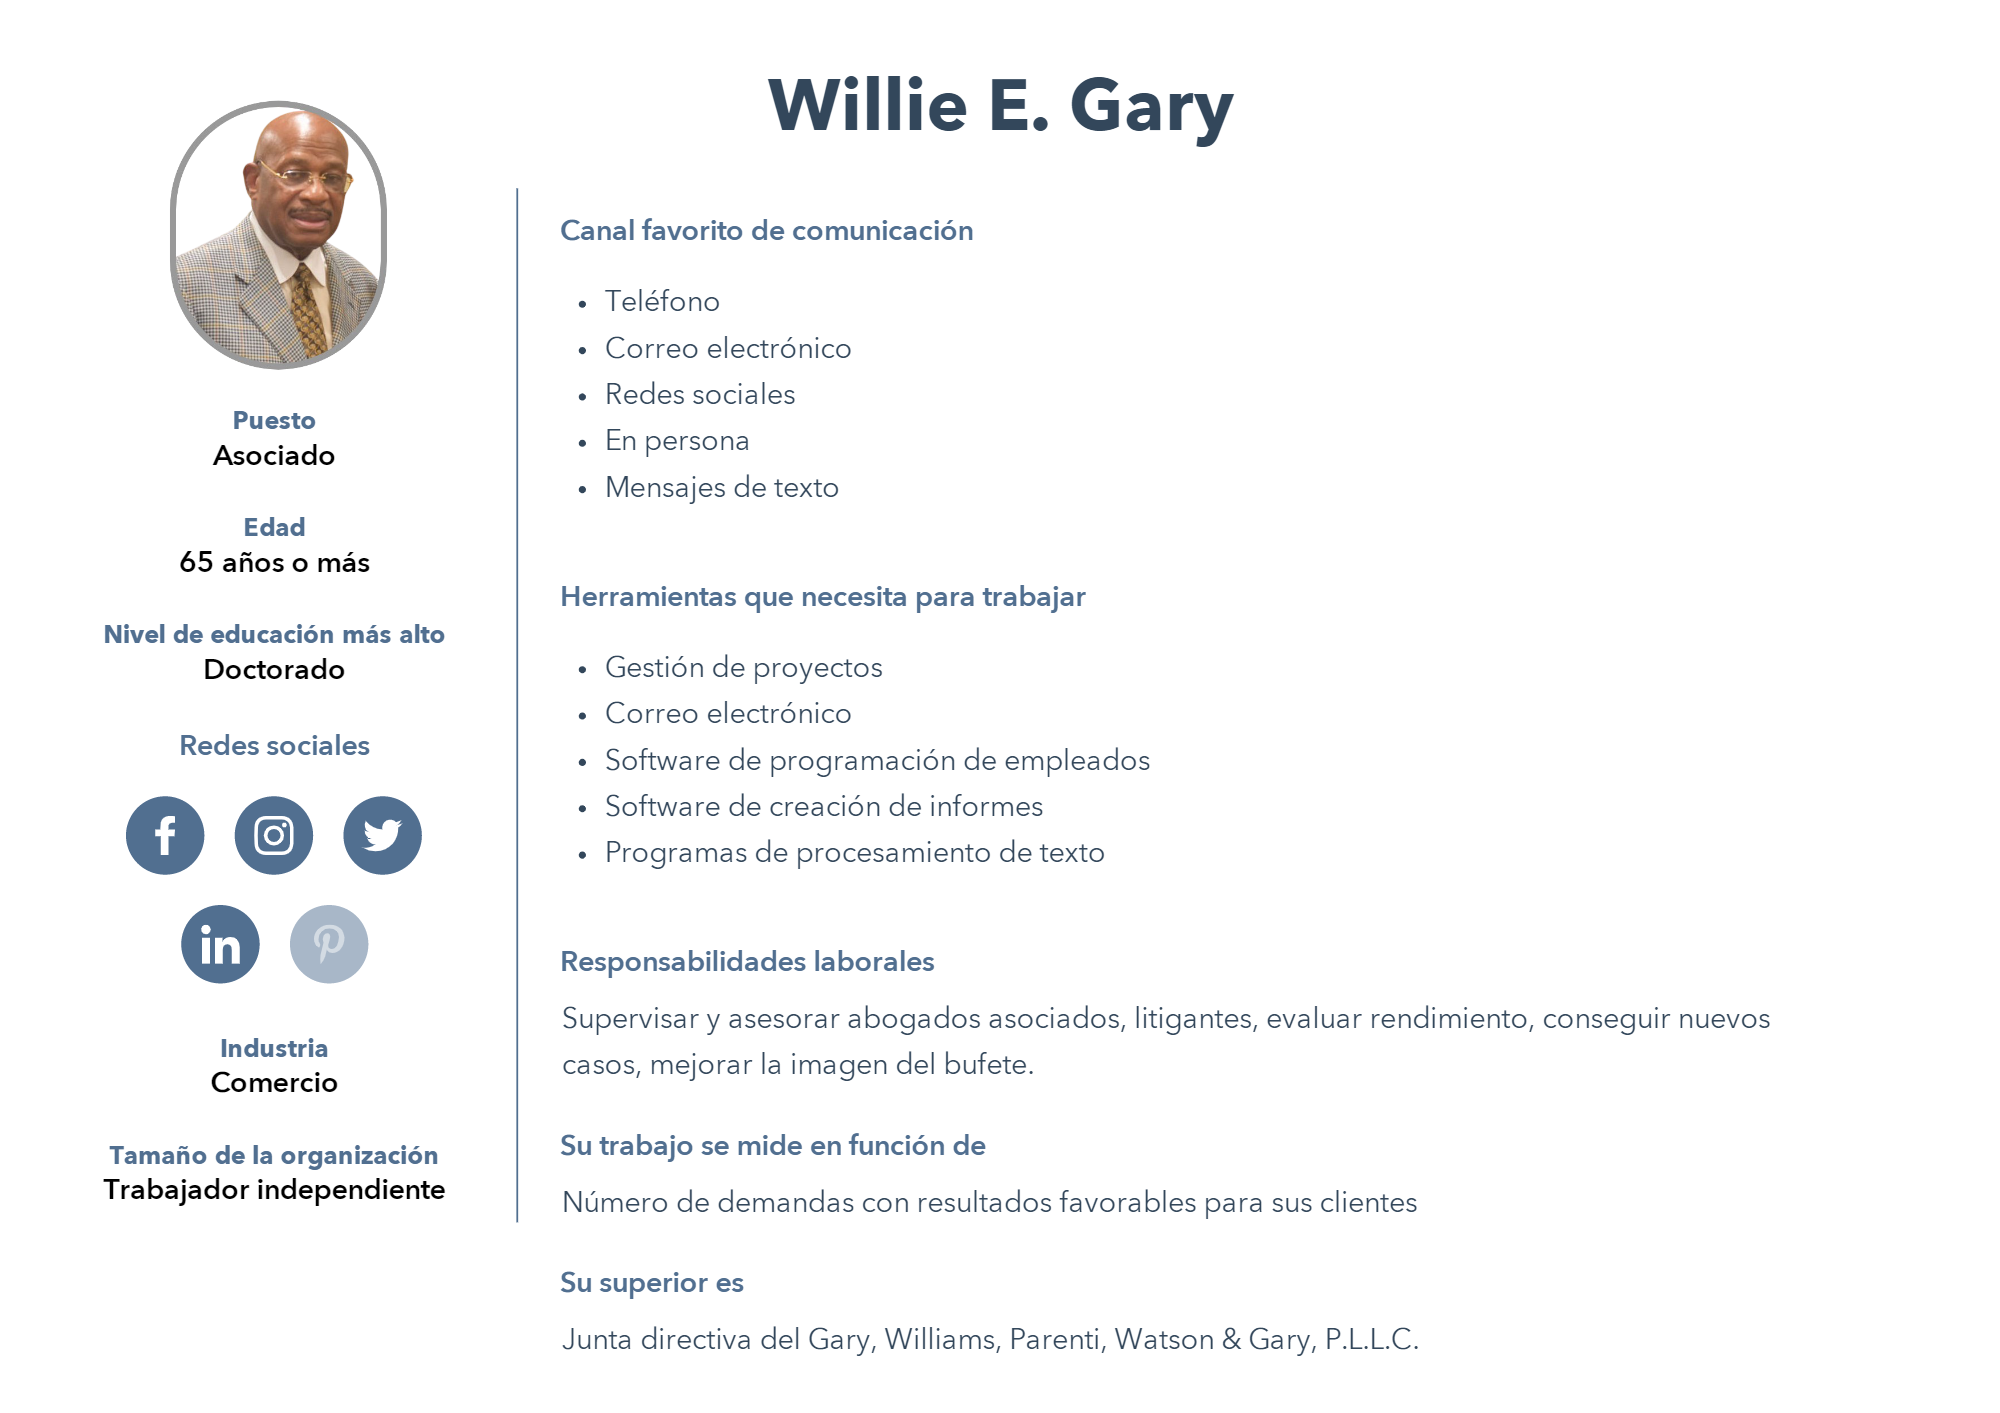 Willie E. Gary
Puesto
Asociado
Edad
65 años o más
Nivel de educación más alto
Doctorado
Redes sociales
Industria
Comercio
Tamaño de la organización
Trabajador independiente
Canal favorito de comunicación
• Teléfono
• Correo electrónico
• Redes sociales
• En persona
• Mensajes de texto
Herramientas que necesita para trabajar
• Gestión de proyectos
• Correo electrónico
• Software de programación de empleados
• Software de creación de informes
• Programas de procesamiento de texto
Responsabilidades laborales
Supervisar y asesorar abogados asociados, litigantes, evaluar rendimiento, conseguir nuevos
casos, mejorar la imagen del bufete.
Su trabajo se mide en función de
Número de demandas con resultados favorables para sus clientes
Su superior es
Junta directiva del Gary, Williams, Parenti, Watson & Gary, P.L.L.C.